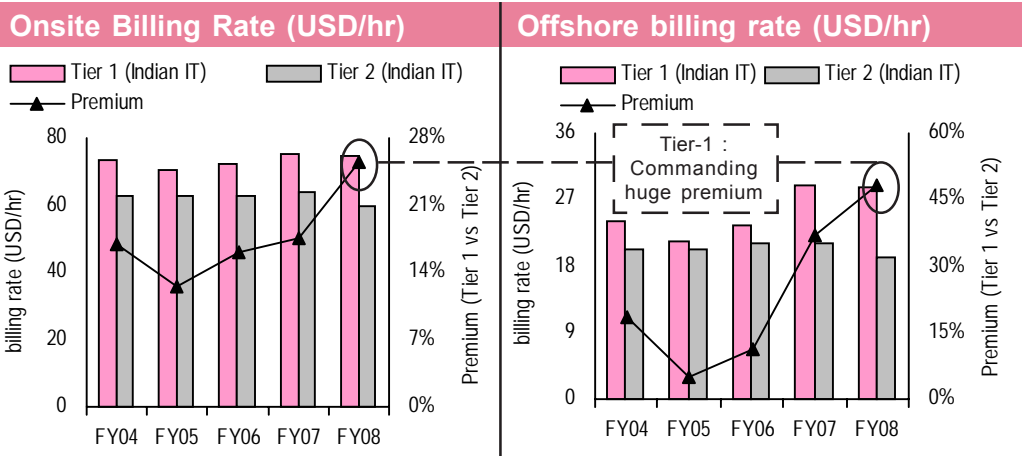 Onsite Billing Rate (USD/hr)
Tier 1 (Indian IT)
Tier 2 (Indian IT)
Premium
billing rate (USD/hr)
80
60
40
20
0
28%
21%
14%
7%
0%
Premium (Tier 1 vs Tier 2)
FY04
FY05
FY06
FY07
FY08
Offshore billing rate (USD/hr)
Tier 1 (Indian IT)
Tier 2 (Indian IT)
Premium
billing rate (USD/hr)
36
27
18
9
0
Tier-1 :
Commanding
huge premium
60%
45%
30%
15%
0%
Premium (Tier 1 vs Tier 2)
FY04
FY05
FY06
FY07
FY08